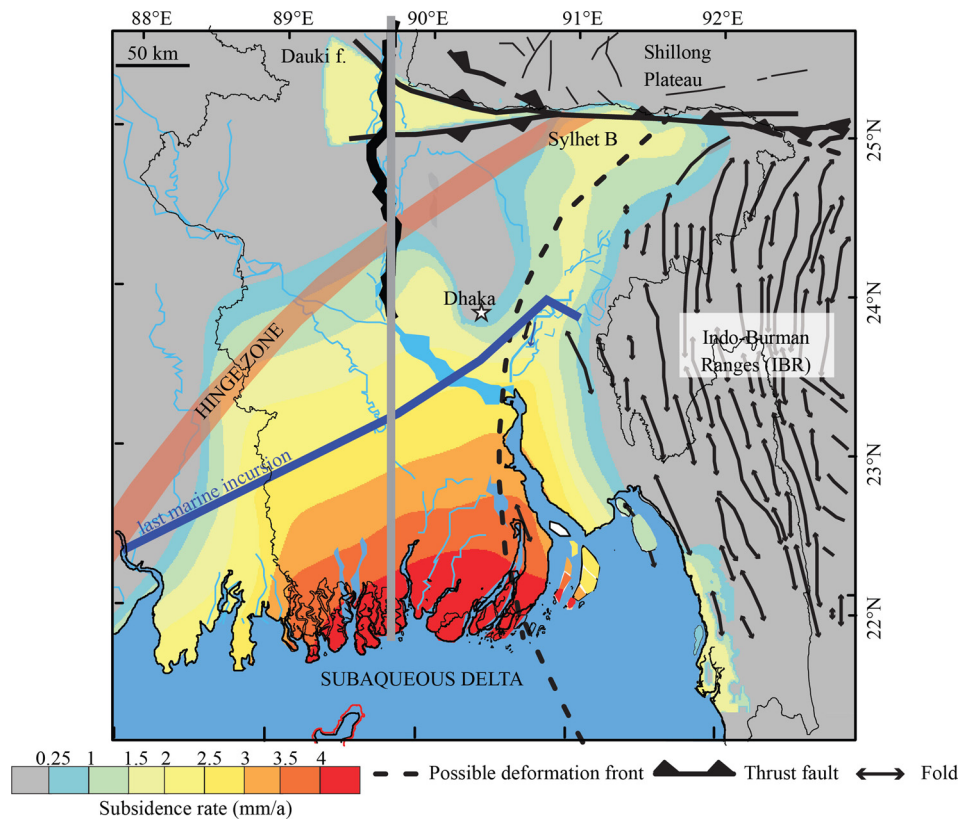 88°E 89°E 90°E 91°E 92°E
50 km
Dauki f.
Shillong
Plateau
25°N
Sylhet B
24°N
Dhaka
Indo-Burman
Ranges (IBR)
HINGE ZONE
23°N
last marine incursion
22°N
SUBAQUEOUS DELTA
0.25 1 1.5 2 2.5 3 3.5 4
Subsidence rate (mm/a)
Possible deformation front
Thrust fault
Fold